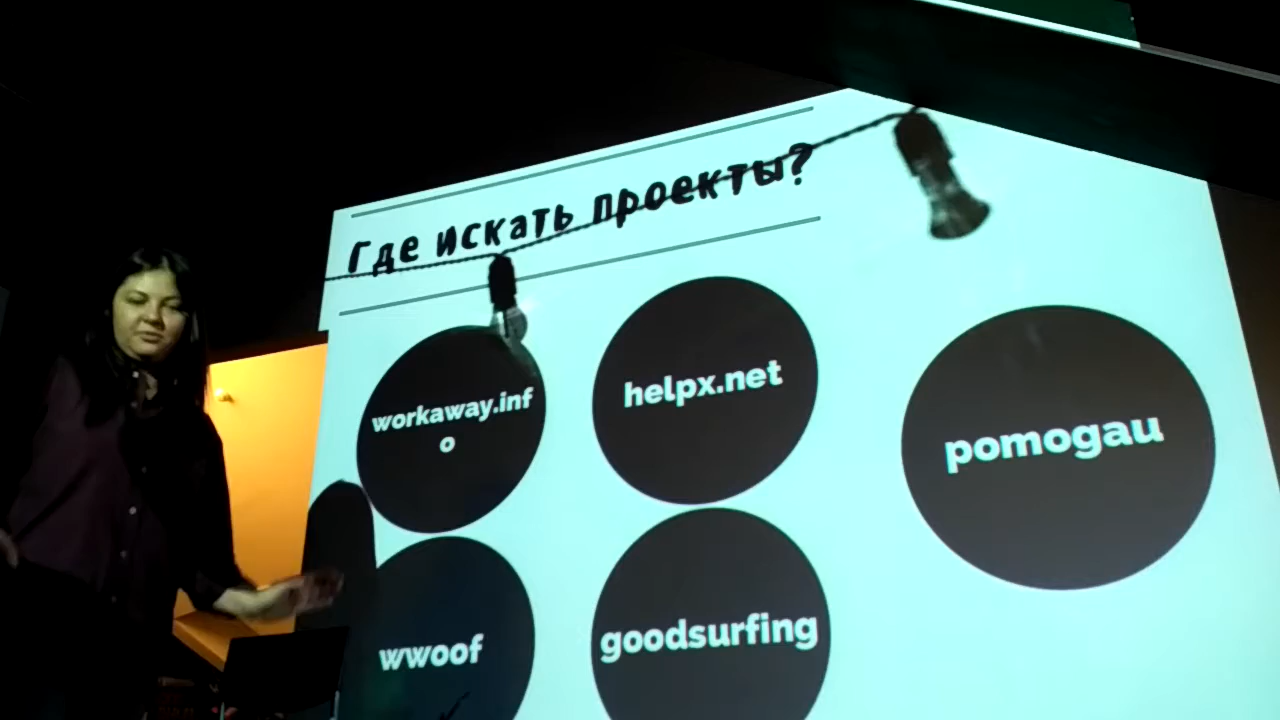 Где искать проекты?
workaway.inf
o
helpx.net
pomogau
wwoof
goodsurfing